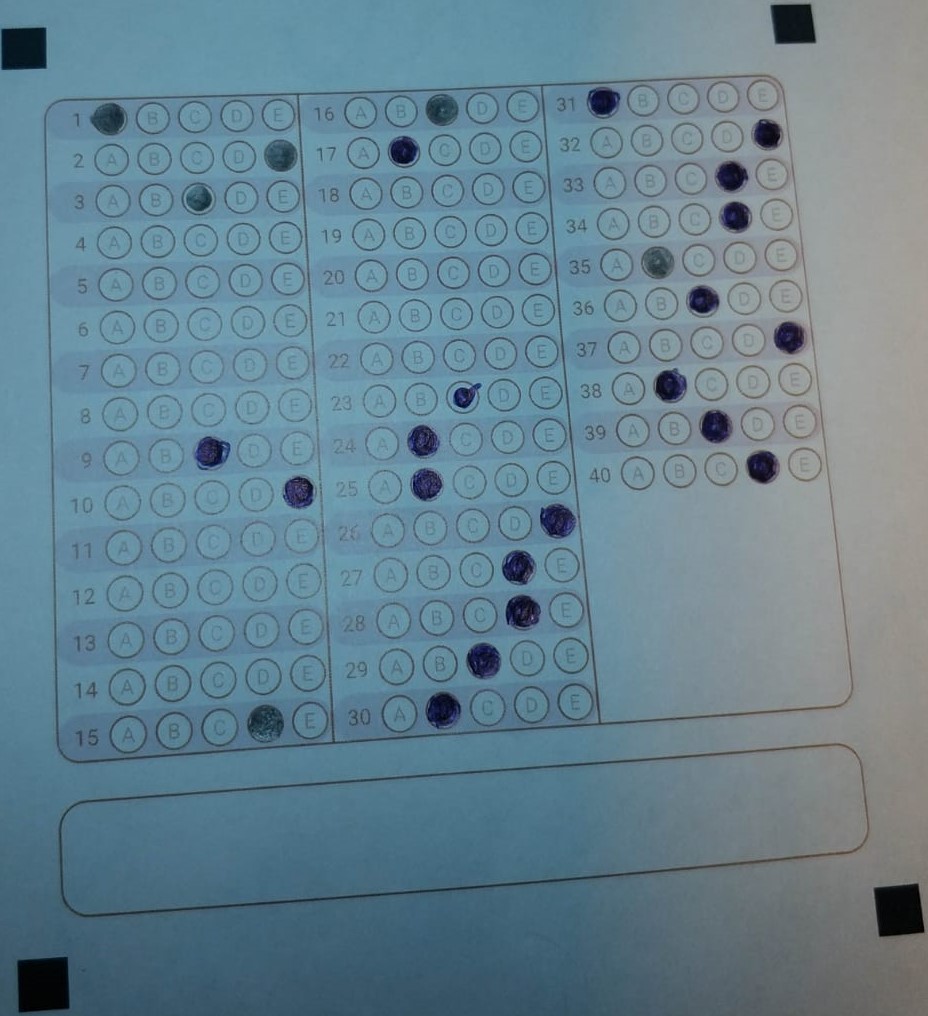 1 B C D E
2 A B C D
3 A B D E
4 A B C D E
5 A B C D E
6 A B C D E
7 A B C D E
8 A B C D E
9 A B D E
10 A B C D
11 A B C D E
12 A B C D E
13 A B C D E
14 A B C D E
15 A B C E
16 A B D E
17 A C D E
18 A B C D E
19 A B C D E
20 A B C D E
21 A B C D E
22 A B C D E
23 A B D E
24 A C D E
25 A C D E
26 A B C D
27 A B C E
28 A B C E
29 A B D E
30 A C D E
31 B C D E
32 A B C D
33 A B C E
34 A B C E
35 A C D E
36 A B D E
37 A B C D
38 A C D E
39 A B D E
40 A B C E